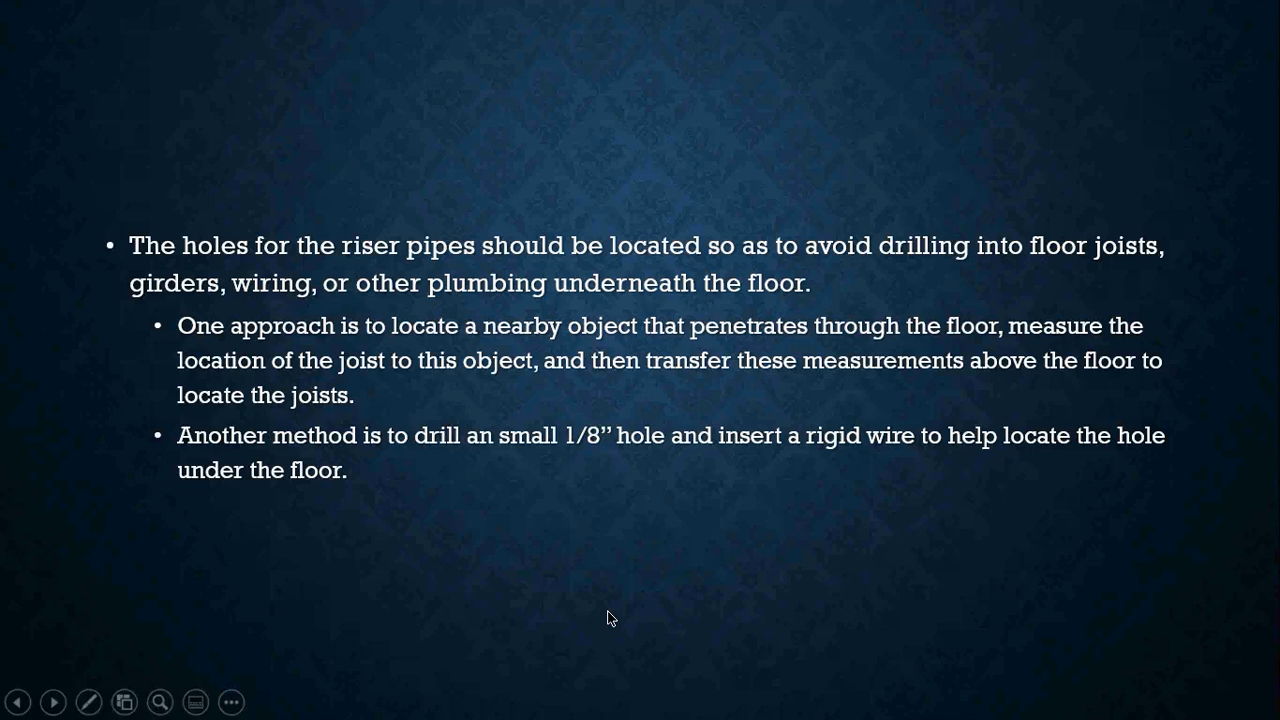 • The holes for the riser pipes should be located so as to avoid drilling into floor joists,
girders, wiring, or other plumbing underneath the floor.
• One approach is to locate a nearby object that penetrates through the floor, measure the
location of the joist to this object, and then transfer these measurements above the floor to
locate the joists.
• Another method is to drill an small 1/8” hole and insert a rigid wire to help locate the hole
under the floor.